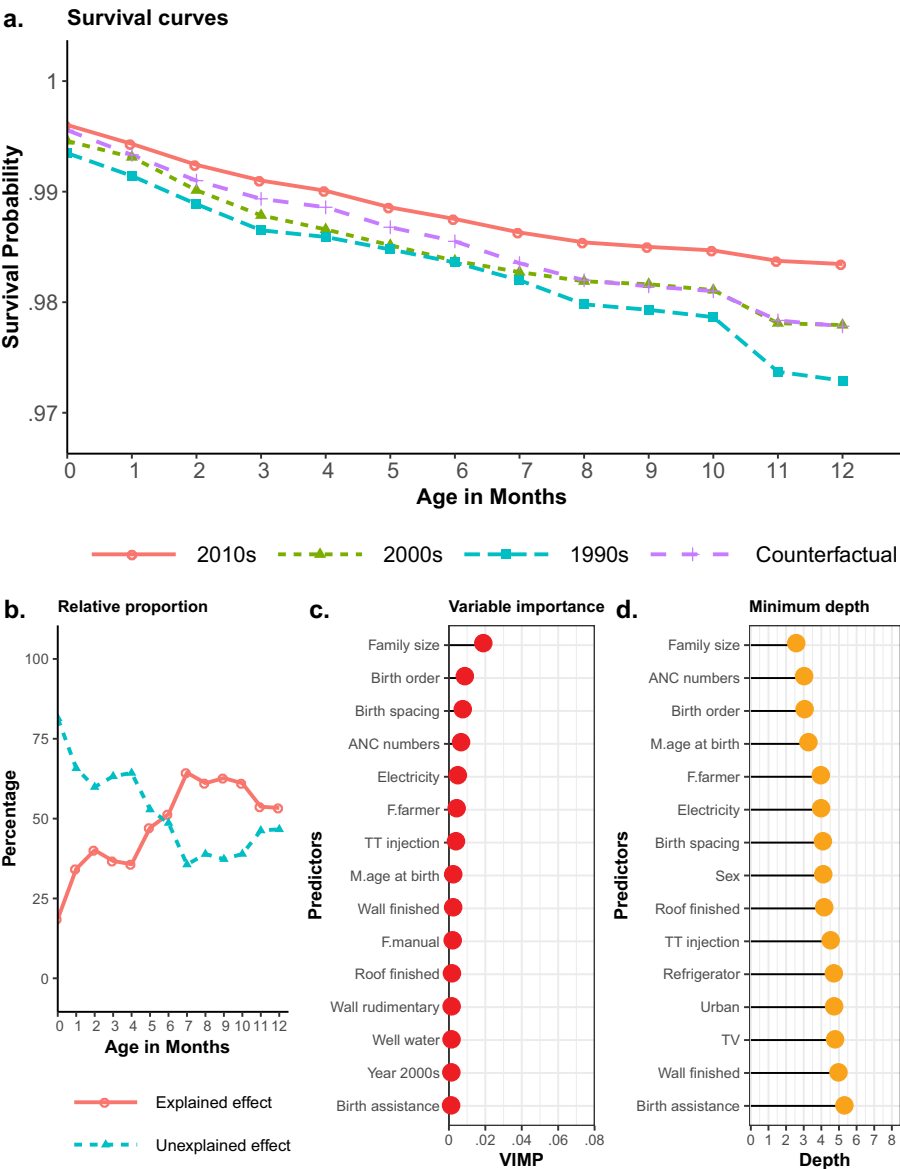 a. Survival curves
Survival Probability
1
.99
.98
.97
0 1 2 3 4 5 6 7 8 9 10 11 12
Age in Months
2010s 2000s 1990s Counterfactual
b. Relative proportion
Percentage
100
75
50
25
0
0 1 2 3 4 5 6 7 8 9 10 11 12
Age in Months
Explained effect
Unexplained effect
c. Variable importance
Predictors
Family size
Birth order
Birth spacing
ANC numbers
Electricity
F.farmer
TT injection
M.age at birth
Wall finished
F.manual
Roof finished
Wall rudimentary
Well water
Year 2000s
Birth assistance
0 .02 .04 .06 .08
VIMP
d. Minimum depth
Predictors
Family size
ANC numbers
Birth order
M.age at birth
F.farmer
Electricity
Birth spacing
Sex
Roof finished
TT injection
Refrigerator
Urban
TV
Wall finished
Birth assistance
0 1 2 3 4 5 6 7 8
Depth